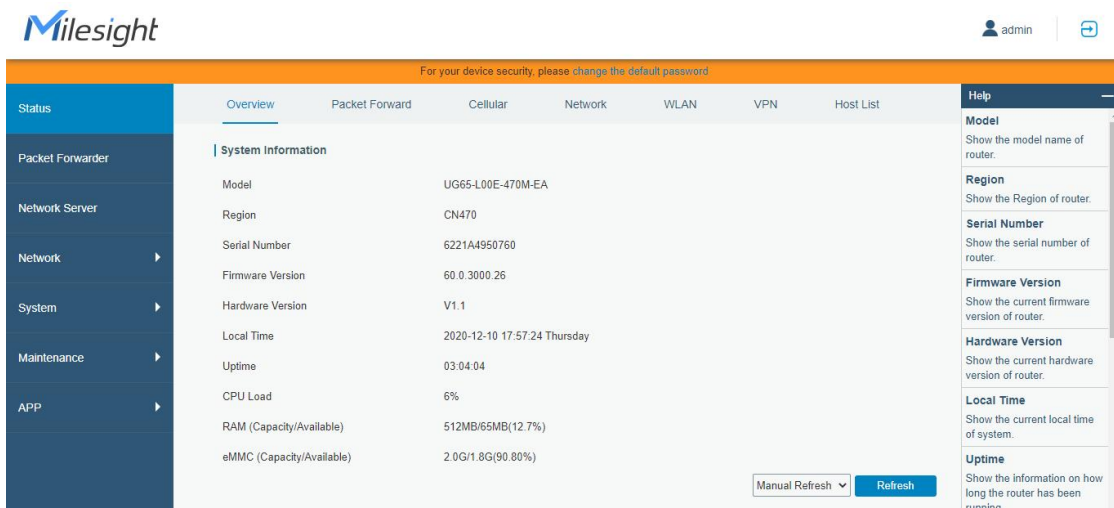 Milesight
admin
For your device security, please change the default password
Status
Packet Forwarder
Network Server
Network
System
Maintenance
APP
Overview Packet Forward Cellular Network WLAN VPN Host List
System Information
Model UG65-L00E-470M-EA
Region CN470
Serial Number 6221A4950760
Firmware Version 60.0.3000.26
Hardware Version V1.1
Local Time 2020-12-10 17:57:24 Thursday
Uptime 03:04:04
CPU Load 6%
RAM (Capacity/Available) 512MB/65MB(12.7%)
eMMC (Capacity/Available) 2.0G/1.8G(90.80%)
Manual Refresh Refresh
Help
Model
Show the model name of
router.
Region
Show the Region of router.
Serial Number
Show the serial number of
router.
Firmware Version
Show the current firmware
version of router.
Hardware Version
Show the current hardware
version of router.
Local Time
Show the current local time
of system.
Uptime
Show the information on how
long the router has been
running.